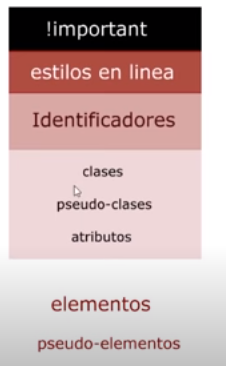 !important
estilos en linea
Identificadores
clases
pseudo-clases
atributos
elementos
pseudo-elementos